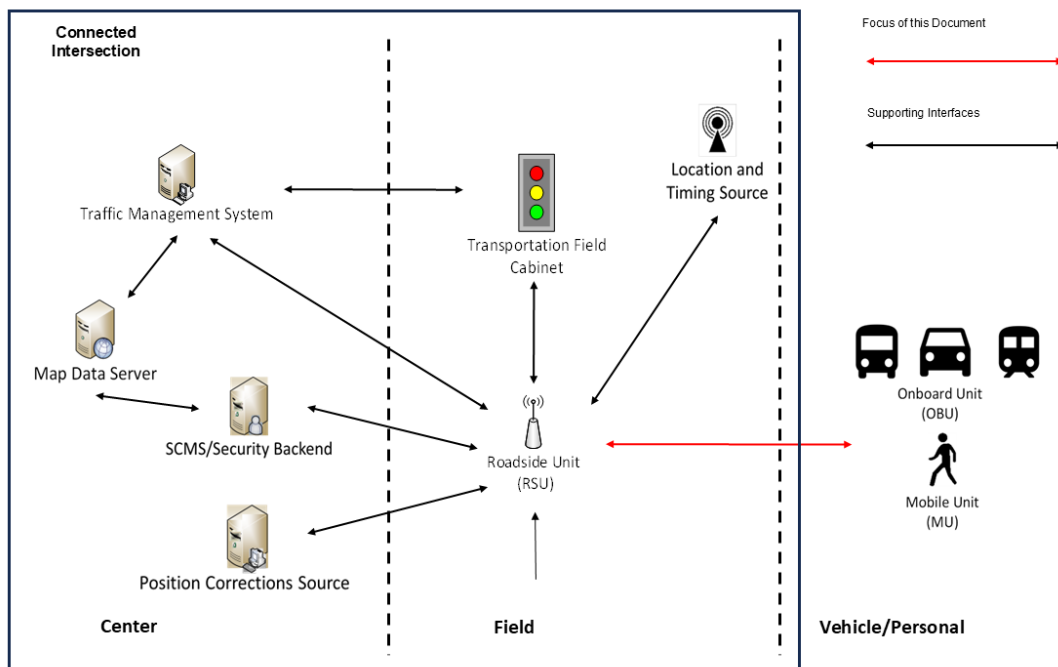 Connected
Intersection
Focus of this Document
Supporting Interfaces
Traffic Management System
Transportation Field
Cabinet
Location and
Timing Source
Map Data Server
SCMS/Security Backend
Roadside Unit
(RSU)
Onboard Unit
(OBU)
Mobile Unit
(MU)
Position Corrections Source
Center
Field
Vehicle/Personal